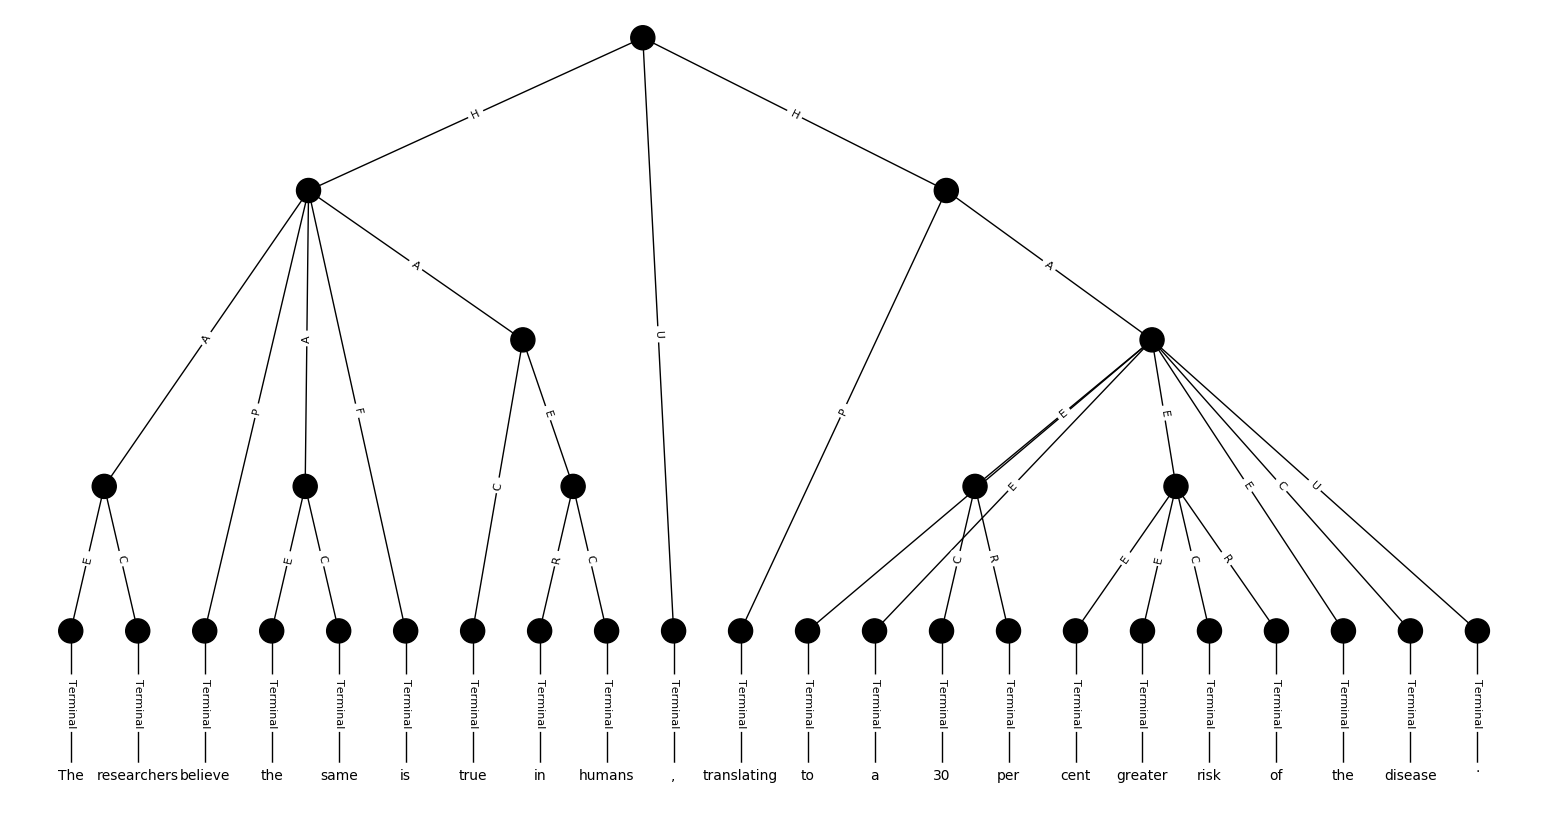 H H
A A
A P A F U P
E E E
C E E E C U
E C E C R C C R E E C R
Terminal Terminal Terminal Terminal Terminal Terminal Terminal Terminal Terminal Terminal Terminal Terminal Terminal Terminal Terminal Terminal Terminal Terminal Terminal Terminal Terminal Terminal
The researchers believe the same is true in humans , translating to a 30 per cent greater risk of the disease .